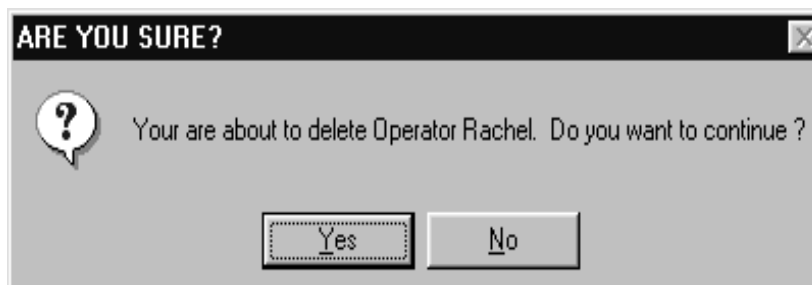 ARE YOU SURE?
Your are about to delete Operator Rachel.  Do you want to continue ?
Yes
No